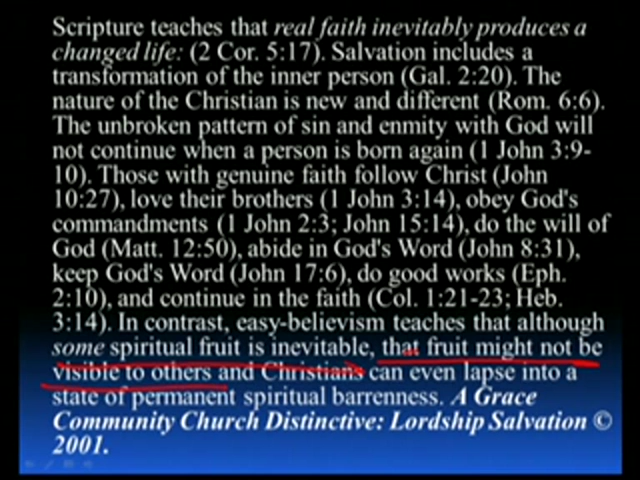 Scripture teaches that real faith inevitably produces a
changed life: (2 Cor. 5:17). Salvation includes a
transformation of the inner person (Gal. 2:20). The
nature of the Christian is new and different (Rom. 6:6).
The unbroken pattern of sin and enmity with God will
not continue when a person is born again (1 John 3:9-
10). Those with genuine faith follow Christ (John
10:27), love their brothers (1 John 3:14), obey God's
commandments (1 John 2:3; John 15:14), do the will of
God (Matt. 12:50), abide in God's Word (John 8:31),
keep God's Word (John 17:6), do good works (Eph.
2:10), and continue in the faith (Col. 1:21-23; Heb.
3:14). In contrast, easy-believism teaches that although
some spiritual fruit is inevitable, that fruit might not be
visible to others and Christians can even lapse into a
state of permanent spiritual barrenness. A Grace
Community Church Distinctive: Lordship Salvation ©
2001.